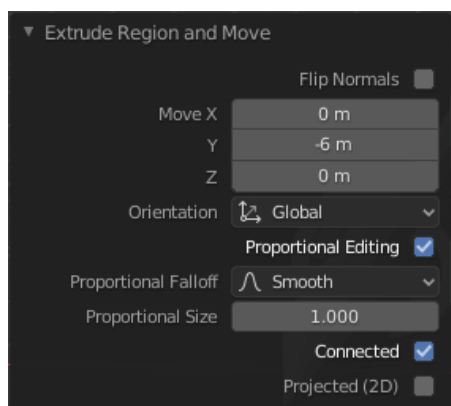 Extrude Region and Move
Flip Normals
Move X 0 m
Y -6 m
Z 0 m
Orientation Global
Proportional Editing
Proportional Falloff Smooth
Proportional Size 1.000
Connected
Projected (2D)